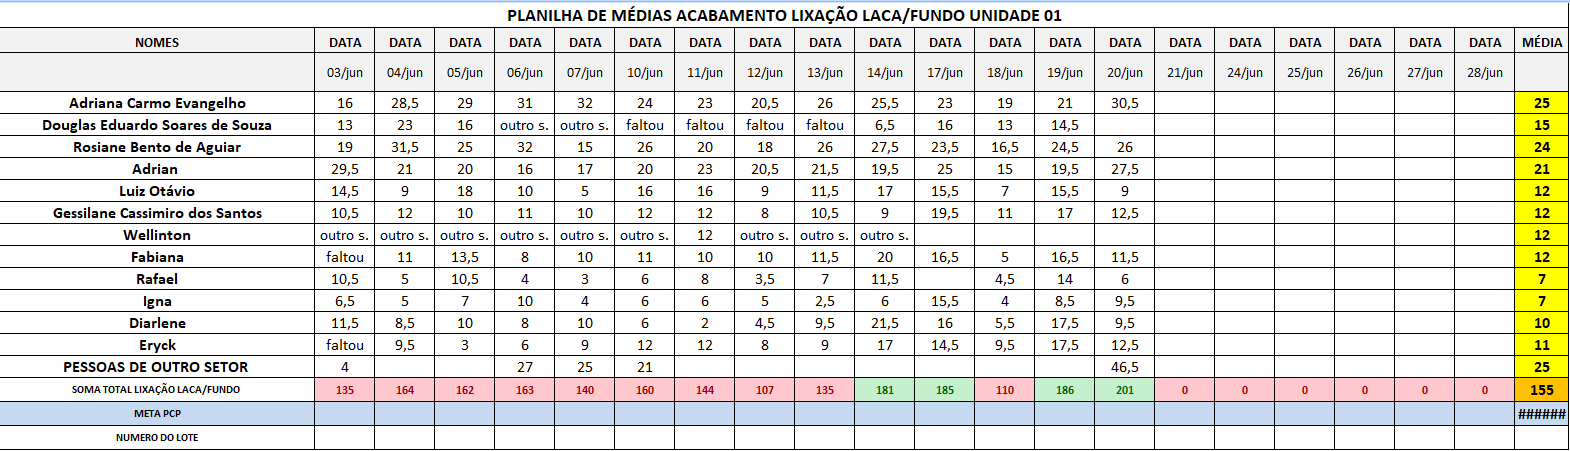 PLANILHA DE MÉDIAS ACABAMENTO LIXAÇÃO LACA/FUNDO UNIDADE 01
NOMES DATA DATA DATA DATA DATA DATA DATA DATA DATA DATA DATA DATA DATA DATA DATA DATA DATA DATA DATA DATA MÉDIA
03/jun 04/jun 05/jun 06/jun 07/jun 10/jun 11/jun 12/jun 13/jun 14/jun 17/jun 18/jun 19/jun 20/jun 21/jun 24/jun 25/jun 26/jun 27/jun 28/jun
Adriana Carmo Evangelho 16 28,5 29 31 32 24 23 20,5 26 25,5 23 19 21 30,5 25
Douglas Eduardo Soares de Souza 13 23 16 outro s. outro s. faltou faltou faltou faltou 6,5 16 13 14,5 15
Rosiane Bento de Aguiar 19 31,5 25 32 15 26 20 18 26 27,5 23,5 16,5 24,5 26 24
Adrian 29,5 21 20 16 17 20 23 20,5 21,5 19,5 25 15 19,5 27,5 21
Luiz Otávio 14,5 9 18 10 5 16 16 9 11,5 17 15,5 7 15,5 9 12
Gessilane Cassimiro dos Santos 10,5 12 10 11 10 12 12 8 10,5 9 19,5 11 17 12,5 12
Wellinton outro s. outro s. outro s. outro s. outro s. outro s. 12 outro s. outro s. outro s. 12
Fabiana faltou 11 13,5 8 10 11 10 10 11,5 20 16,5 5 16,5 11,5 12
Rafael 10,5 5 10,5 4 3 6 8 3,5 7 11,5 4,5 14 6 7
Igna 6,5 5 7 10 4 6 6 5 2,5 6 15,5 4 8,5 9,5 7
Diarlene 11,5 8,5 10 8 10 6 2 4,5 9,5 21,5 16 5,5 17,5 9,5 10
Eryck faltou 9,5 3 6 9 12 12 8 9 17 14,5 9,5 17,5 12,5 11
PESSOAS DE OUTRO SETOR 4 27 25 21 46,5 25
SOMA TOTAL LIXAÇÃO LACA/FUNDO 135 164 162 163 140 160 144 107 135 181 185 110 186 201 0 0 0 0 0 0 155
META PCP ######
NUMERO DO LOTE